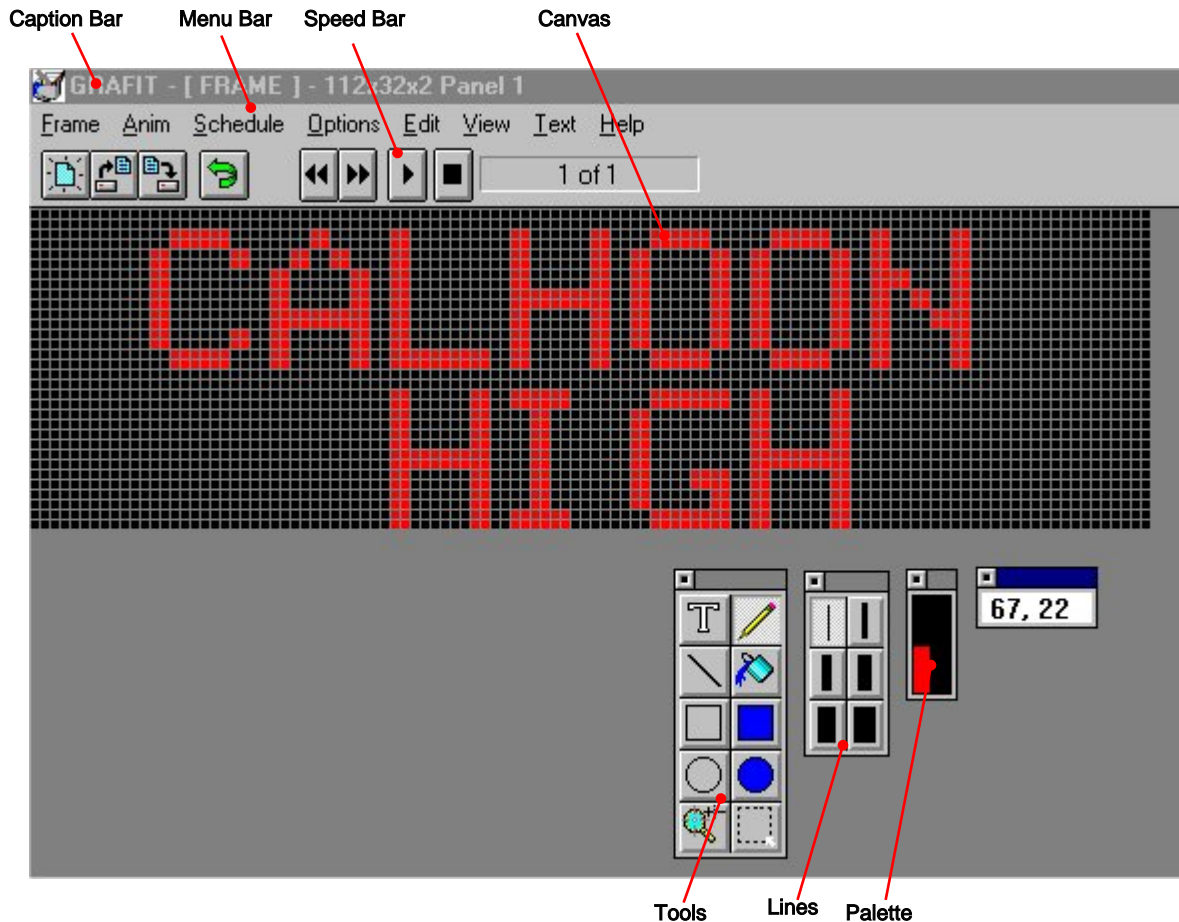 Caption Bar Menu Bar Speed Bar Canvas
GRAFIT - [ FRAME ] - 112x32x2 Panel 1
Frame Anim Schedule Options Edit View Text Help
1 of 1
CALHOON
HIGH
67, 22
T
Tools Lines Palette